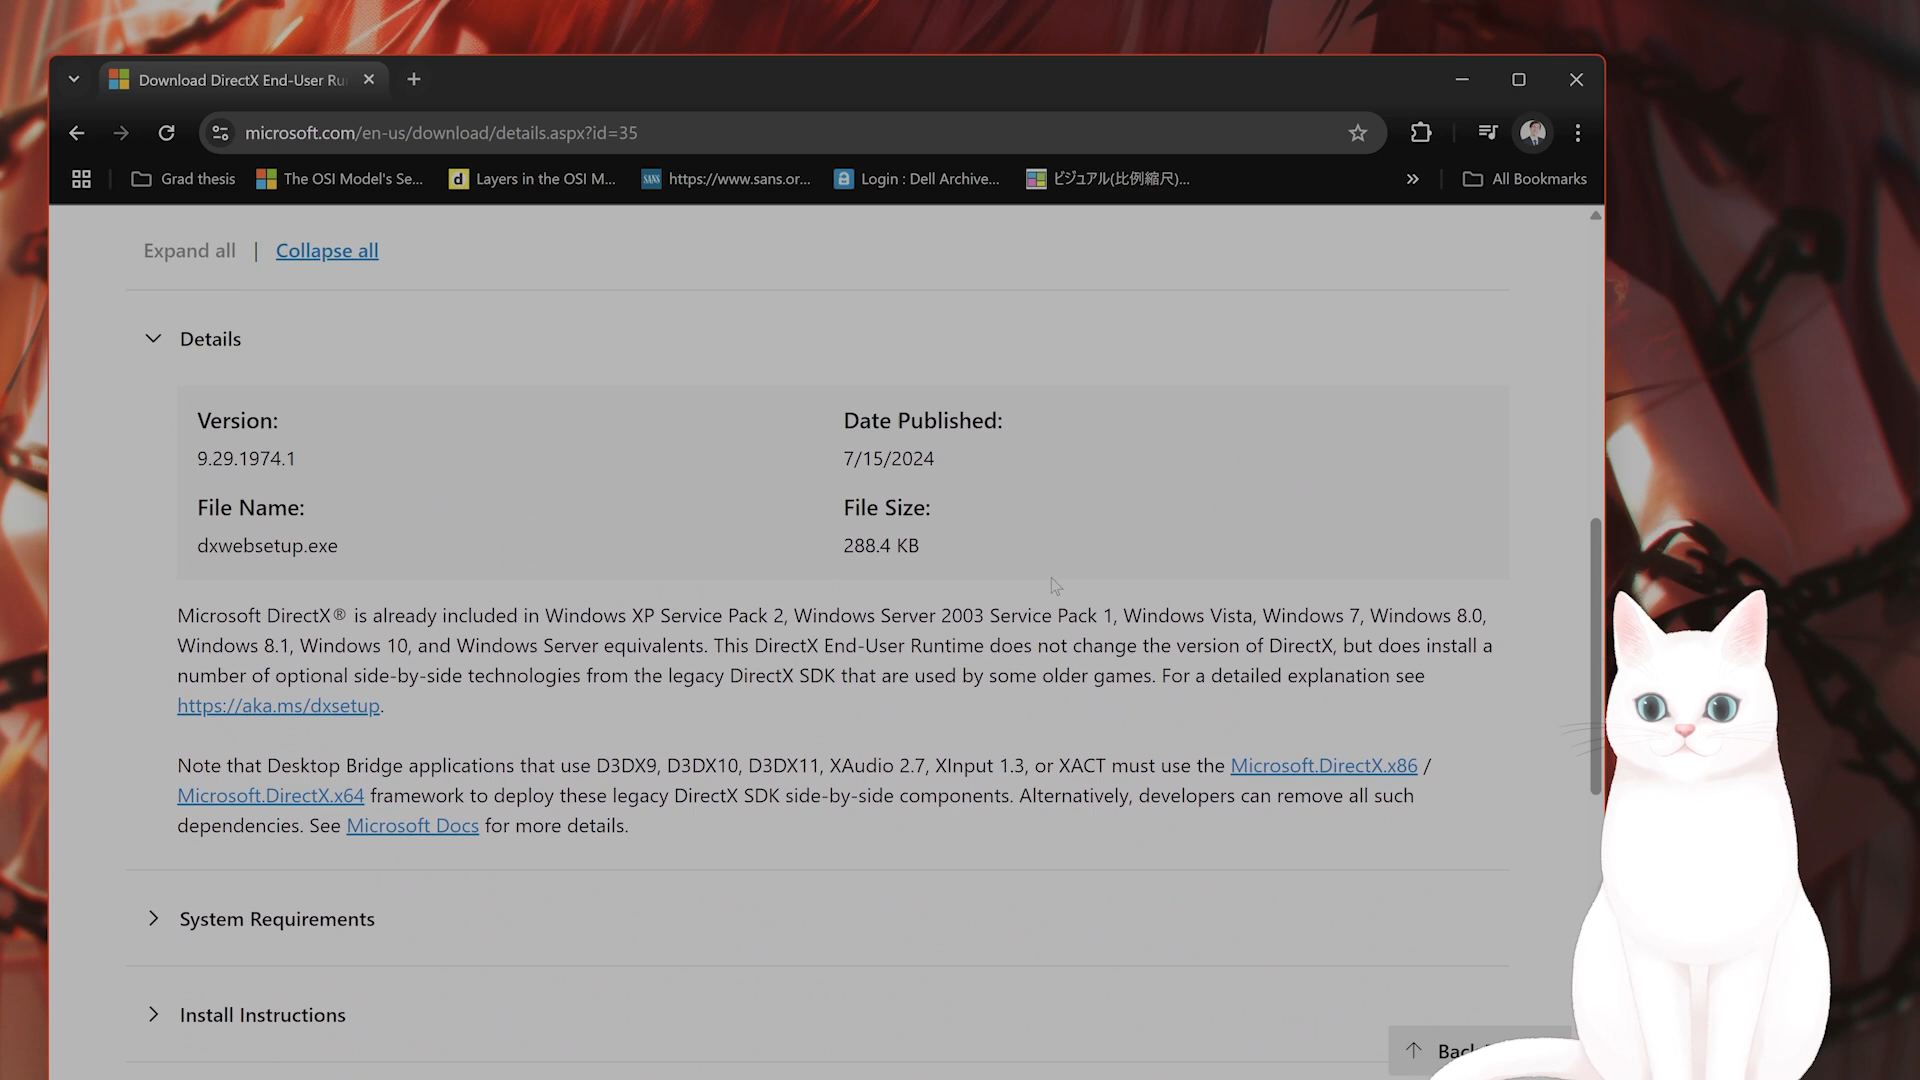 Download DirectX End-User Ru
microsoft.com/en-us/download/details.aspx?id=35
Grad thesis
The OSI Model's Se...
Layers in the OSI M...
SANS
https://www.sans.or...
Login : Dell Archive...
ビジュアル(比例縮尺)...
All Bookmarks
Expand all | Collapse all
Details
Version:
9.29.1974.1
Date Published:
7/15/2024
File Name:
dxwebsetup.exe
File Size:
288.4 KB
Microsoft DirectX® is already included in Windows XP Service Pack 2, Windows Server 2003 Service Pack 1, Windows Vista, Windows 7, Windows 8.0,
Windows 8.1, Windows 10, and Windows Server equivalents. This DirectX End-User Runtime does not change the version of DirectX, but does install a
number of optional side-by-side technologies from the legacy DirectX SDK that are used by some older games. For a detailed explanation see
https://aka.ms/dxsetup.
Note that Desktop Bridge applications that use D3DX9, D3DX10, D3DX11, XAudio 2.7, XInput 1.3, or XACT must use the Microsoft.DirectX.x86 /
Microsoft.DirectX.x64 framework to deploy these legacy DirectX SDK side-by-side components. Alternatively, developers can remove all such
dependencies. See Microsoft Docs for more details.
System Requirements
Install Instructions
Back